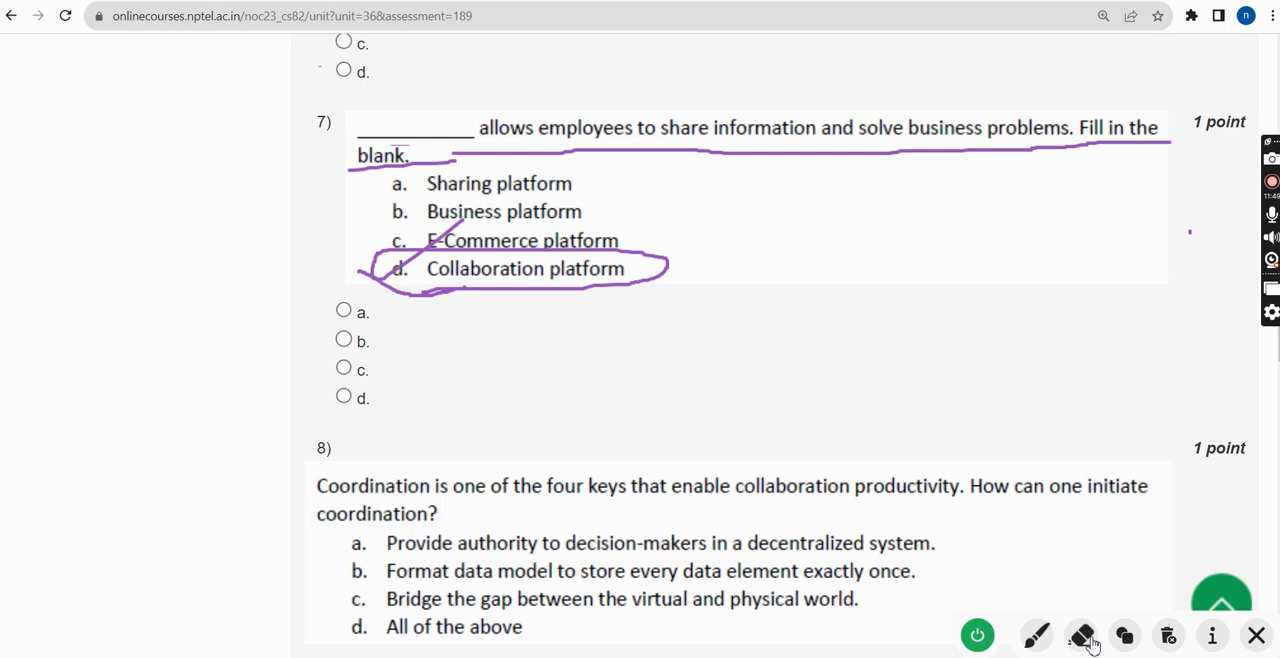 onlinecourses.nptel.ac.in/noc23_cs82/unit?unit=36&assessment=189
n
c.
d.
7)
____________ allows employees to share information and solve business problems. Fill in the
1 point
blank.
a. Sharing platform
b. Business platform
c. E-Commerce platform
d. Collaboration platform
a.
b.
c.
d.
8)
1 point
Coordination is one of the four keys that enable collaboration productivity. How can one initiate
coordination?
a. Provide authority to decision-makers in a decentralized system.
b. Format data model to store every data element exactly once.
c. Bridge the gap between the virtual and physical world.
d. All of the above